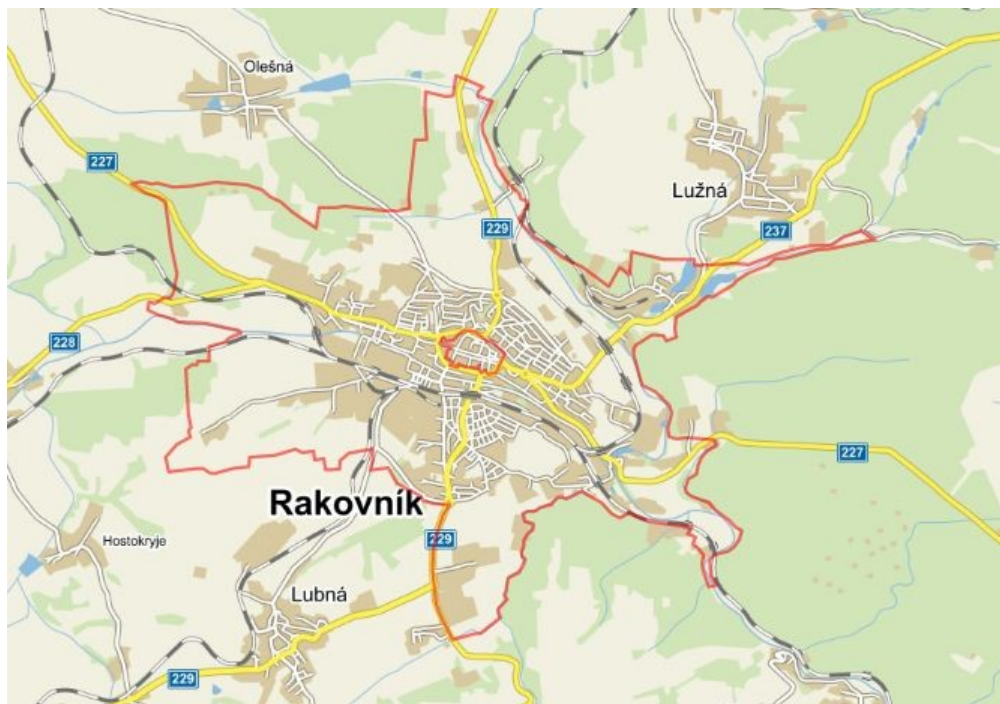 Olešná
227
Lužná
229
237
228
227
Rakovník
229
Hostokryje
Lubná
229